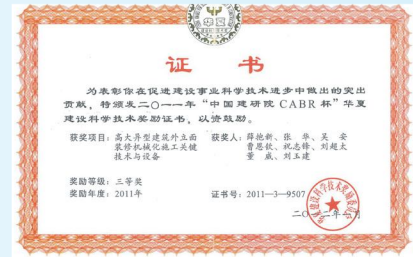 证书
为表彰你在促进建设事业科学技术进步中做出的突出
贡献，特颁发二〇一一年“中国建研院 CABR 杯”华夏
建设科学技术奖励证书，以资鼓励。
获奖项目：高大异型建筑外立面
装修机械化施工关键
技术与设备
获奖人：薛抱新、张 华、吴 安
曹恩钦、祝志锋、刘超太
董 威、刘玉建
奖励等级：三等奖
奖励年度：2011年
证书号：2011—3—9507